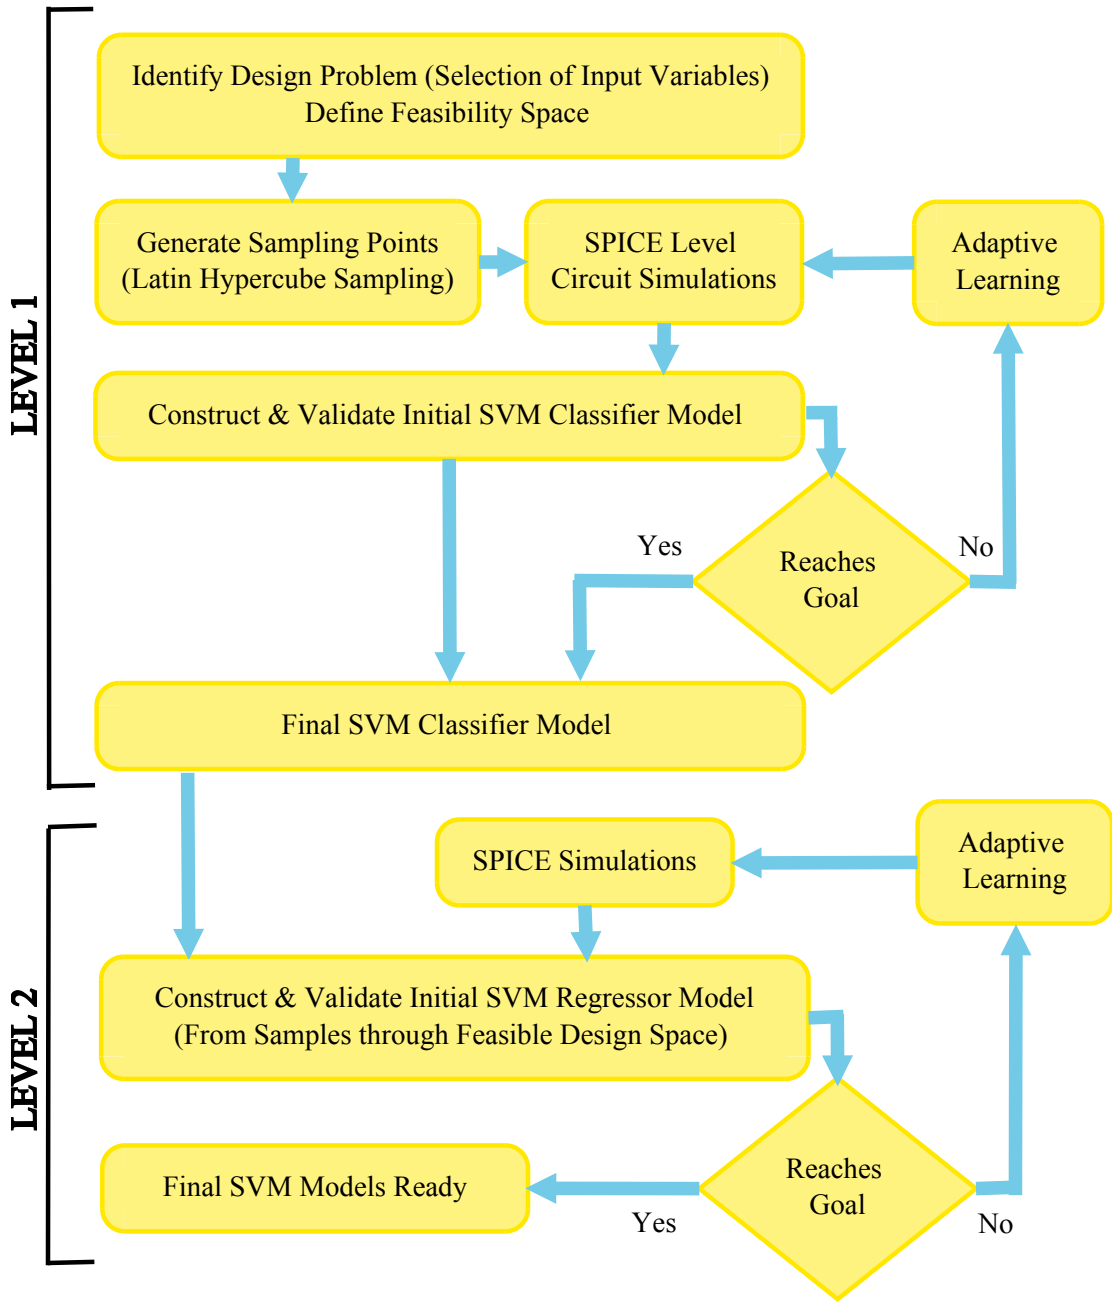 LEVEL 1
Identify Design Problem (Selection of Input Variables)
Define Feasibility Space
Generate Sampling Points
(Latin Hypercube Sampling)
SPICE Level
Circuit Simulations
Adaptive
Learning
Construct & Validate Initial SVM Classifier Model
Yes
No
Reaches
Goal
Final SVM Classifier Model
LEVEL 2
SPICE Simulations
Adaptive
Learning
Construct & Validate Initial SVM Regressor Model
(From Samples through Feasible Design Space)
Reaches
Goal
Final SVM Models Ready
Yes
No